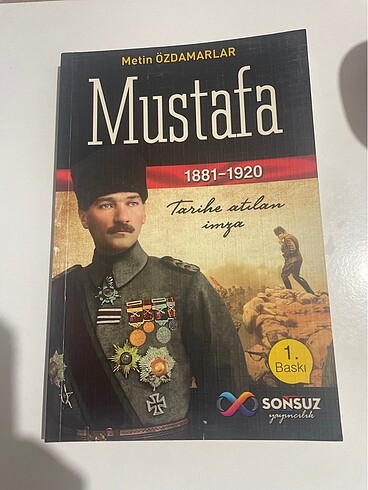 Metin ÖZDAMARLAR
Mustafa
1881-1920
Tarihe atılan
imza
1.
Baskı
SONSUZ
yayıncılık